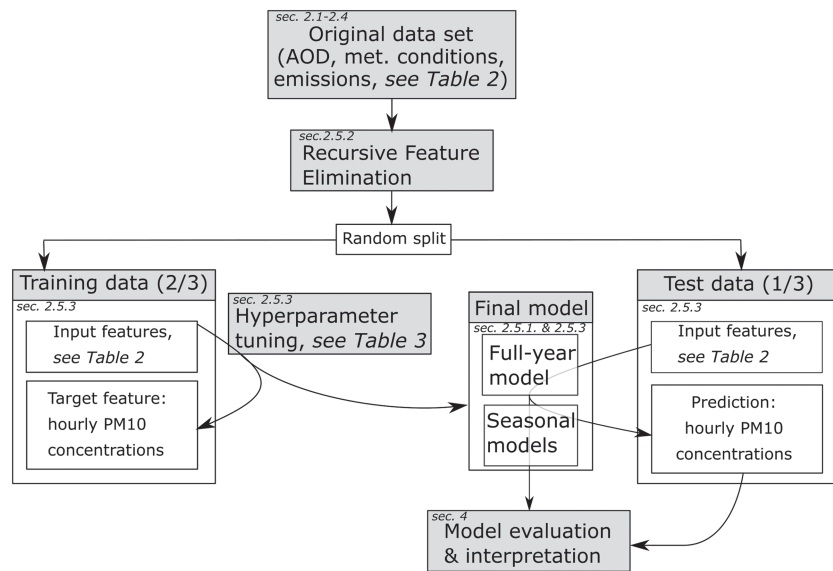 sec. 2.1-2.4
Original data set
(AOD, met. conditions,
emissions, see Table 2)
sec.2.5.2
Recursive Feature
Elimination
Random split
Training data (2/3)
sec. 2.5.3
Input features,
see Table 2
Target feature:
hourly PM10
concentrations
sec. 2.5.3
Hyperparameter
tuning, see Table 3
Final model
sec. 2.5.1. & 2.5.3
Full-year
model
Seasonal
models
Test data (1/3)
sec. 2.5.3
Input features,
see Table 2
Prediction:
hourly PM10
concentrations
sec. 4
Model evaluation
& interpretation